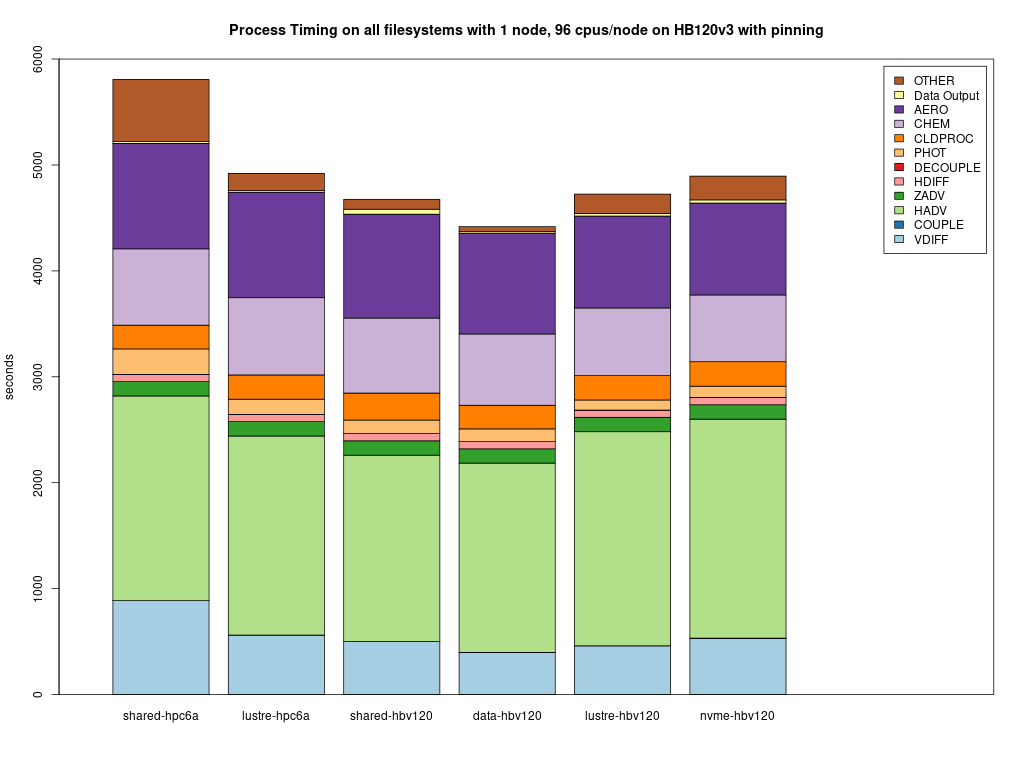 Process Timing on all filesystems with 1 node, 96 cpus/node on HB120v3 with pinning
seconds
6000
5000
4000
3000
2000
1000
0
OTHER
Data Output
AERO
CHEM
CLDPROC
PHOT
DECOUPLE
HDIFF
ZADV
HADV
COUPLE
VDIFF
shared-hpc6a lustre-hpc6a shared-hbv120 data-hbv120 lustre-hbv120 nvme-hbv120